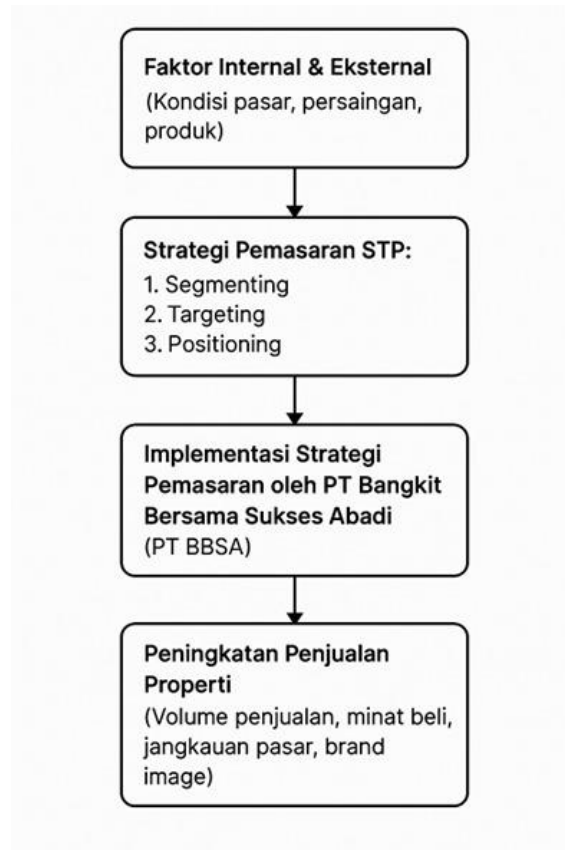 Faktor Internal & Eksternal
(Kondisi pasar, persaingan,
produk)
Strategi Pemasaran STP:
1. Segmenting
2. Targeting
3. Positioning
Implementasi Strategi
Pemasaran oleh PT Bangkit
Bersama Sukses Abadi
(PT BBSA)
Peningkatan Penjualan
Properti
(Volume penjualan, minat beli,
jangkauan pasar, brand
image)